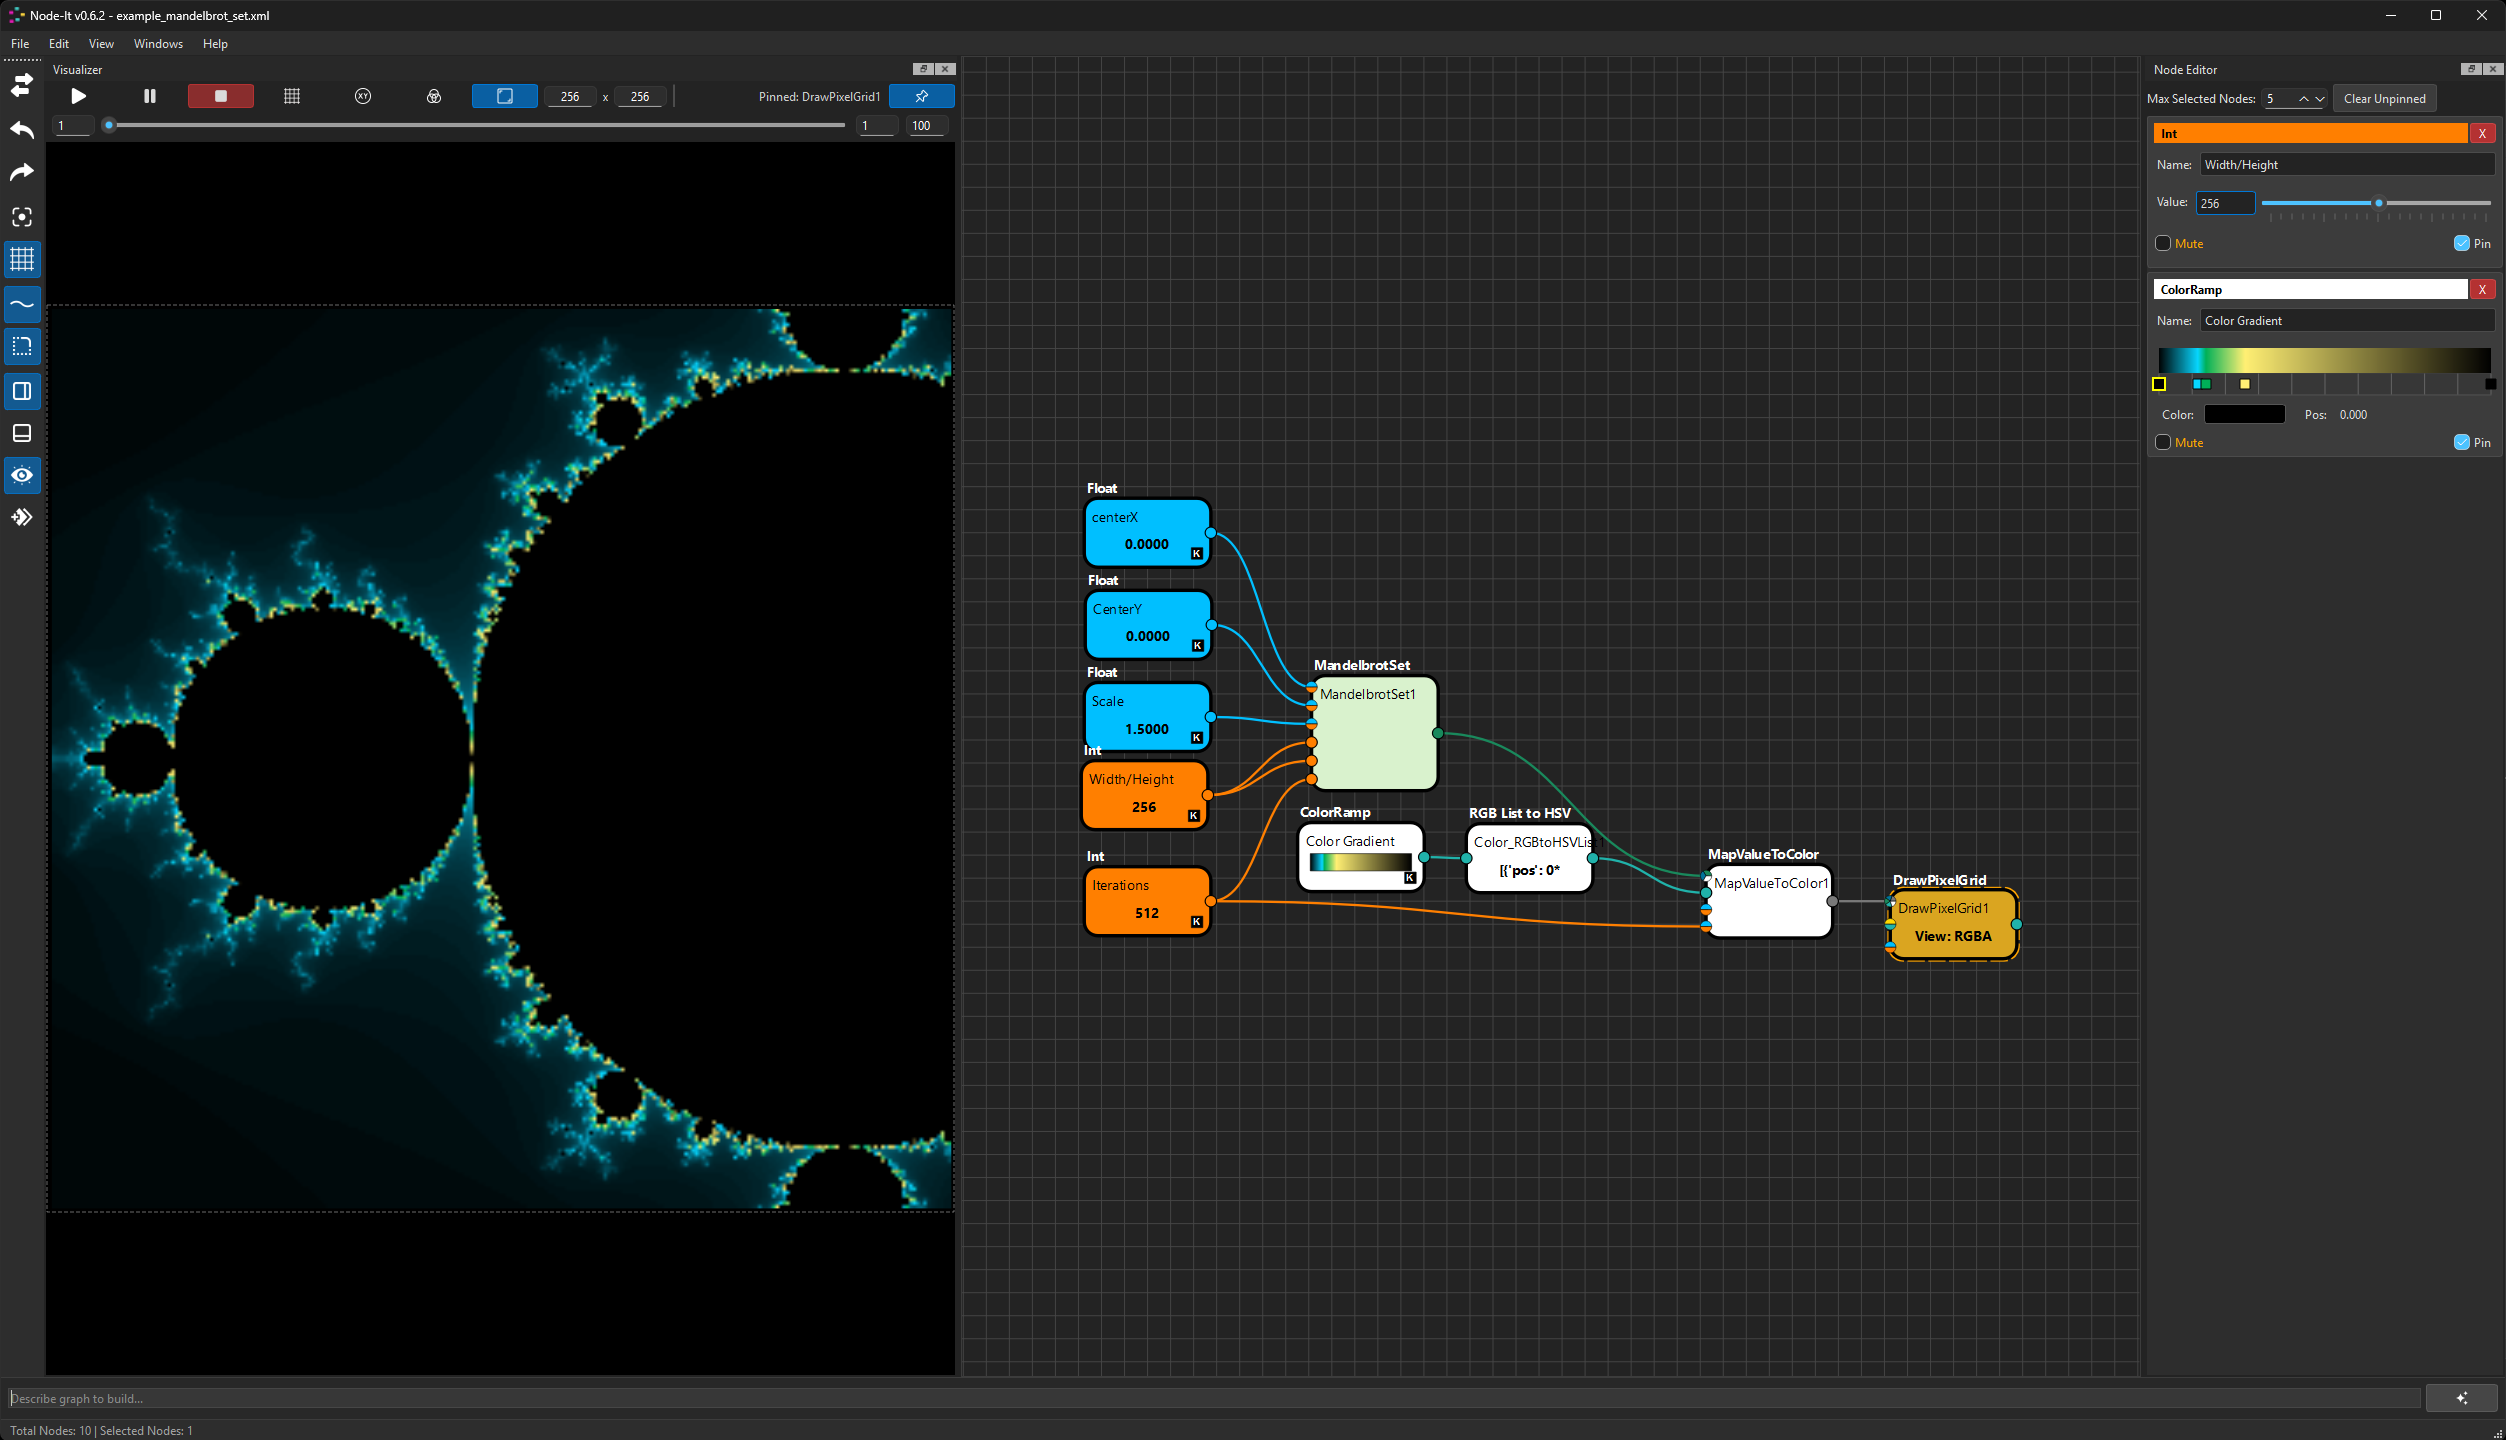 Node-It v0.6.2 - example_mandelbrot_set.xml
File Edit View Windows Help
Visualizer
XY 256 x 256 Pinned: DrawPixelGrid1
1 1 100
Float
centerX
0.0000
K
Float
CenterY
0.0000
K
Float
Scale
1.5000
K
Int
Width/Height
256
K
Int
Iterations
512
K
MandelbrotSet
MandelbrotSet1
ColorRamp
Color Gradient
K
RGB List to HSV
Color_RGBtoHSVList1
[{'pos': 0*
MapValueToColor
MapValueToColor1
DrawPixelGrid
DrawPixelGrid1
View: RGBA
Node Editor
Max Selected Nodes: 5 Clear Unpinned
Int X
Name: Width/Height
Value: 256
Mute Pin
ColorRamp X
Name: Color Gradient
Color: Pos: 0.000
Mute Pin
Describe graph to build...
Total Nodes: 10 | Selected Nodes: 1